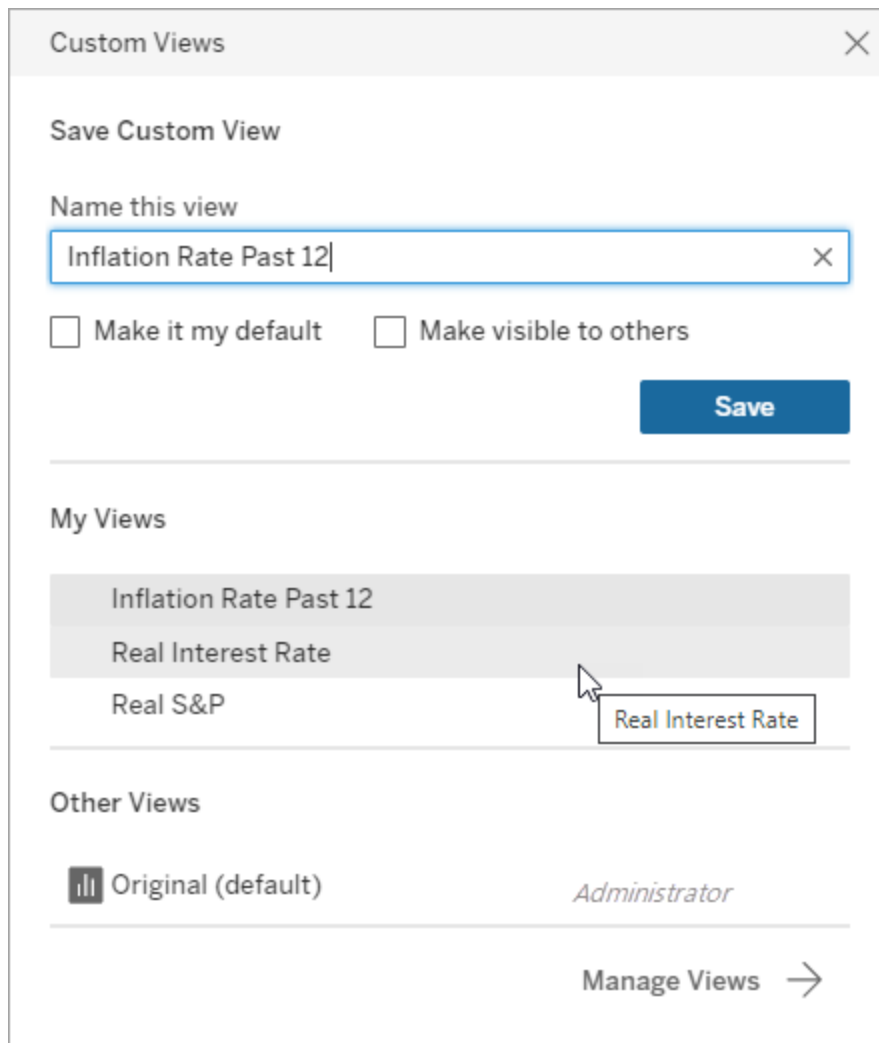 Custom Views
Save Custom View
Name this view
Inflation Rate Past 12
Make it my default Make visible to others
Save
My Views
Inflation Rate Past 12
Real Interest Rate
Real S&P
Real Interest Rate
Other Views
Original (default) Administrator
Manage Views